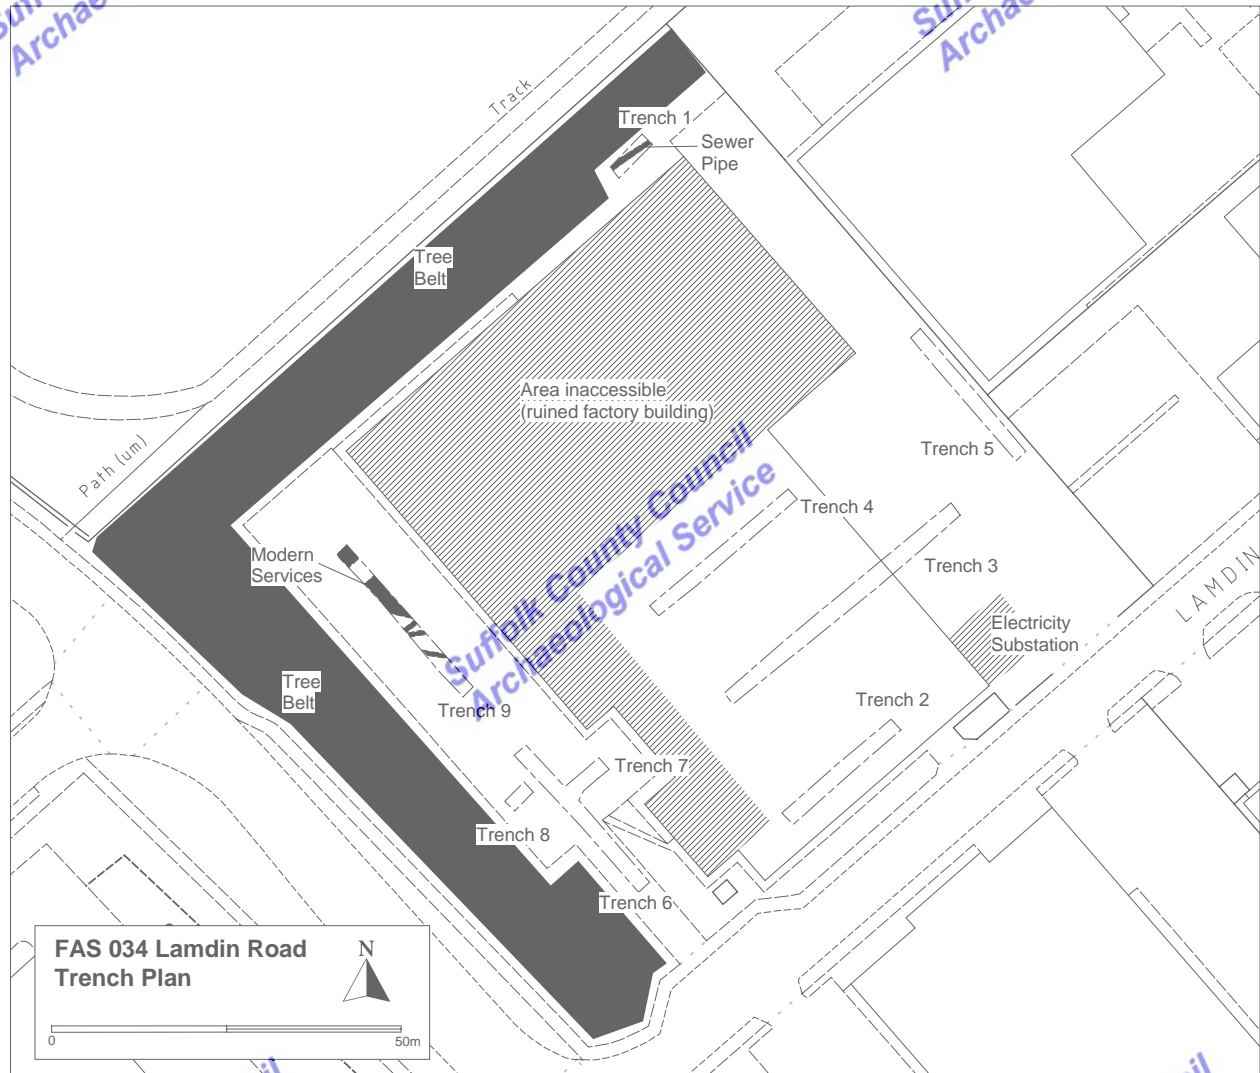 Track
Trench 1
Sewer
Pipe
Tree
Belt
Area inaccessible
(ruined factory building)
Path (um)
Trench 5
Suffolk County Council
Archaeological Service
Trench 4
Modern
Services
Trench 3
LAMDIN
Electricity
Substation
Tree
Belt
Trench 9
Trench 2
Trench 7
Trench 8
Trench 6
FAS 034 Lamdin Road
Trench Plan
N
0
50m